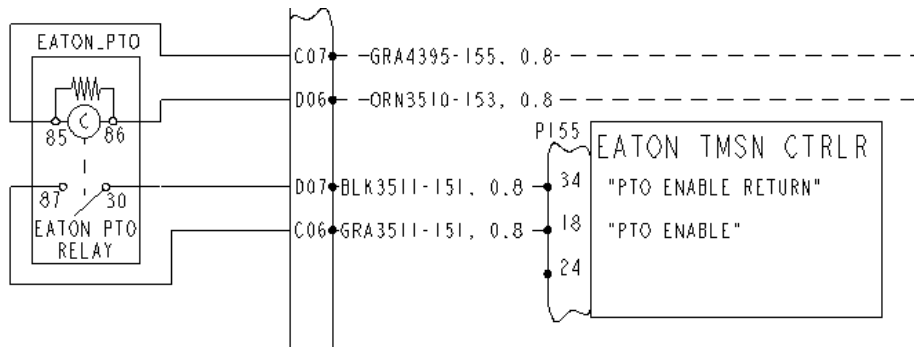 EATON_PTO
C07 GRA4395-155, 0.8
D06 ORN3510-153, 0.8
C
85 86
P155
EATON TMSN CTRLR
87 30
D07 BLK3511-151, 0.8 34 "PTO ENABLE RETURN"
EATON PTO
RELAY
C06 GRA3511-151, 0.8 18 "PTO ENABLE"
24